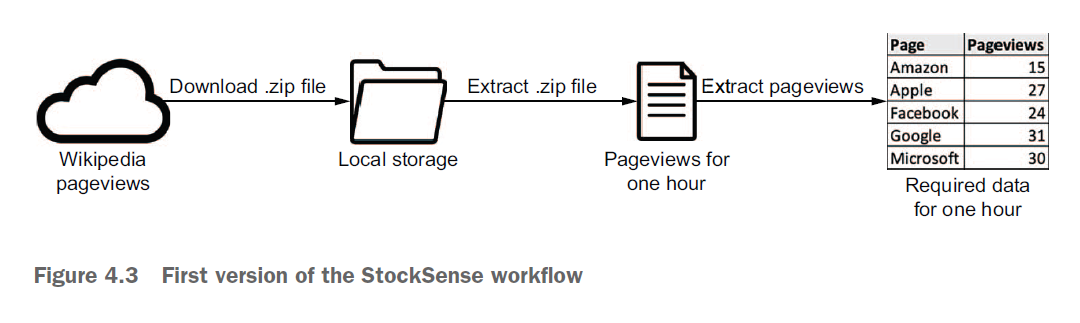 Download .zip file
Extract .zip file
Extract pageviews
Wikipedia
pageviews
Local storage
Pageviews for
one hour
Page Pageviews
Amazon 15
Apple 27
Facebook 24
Google 31
Microsoft 30
Required data
for one hour
Figure 4.3 First version of the StockSense workflow